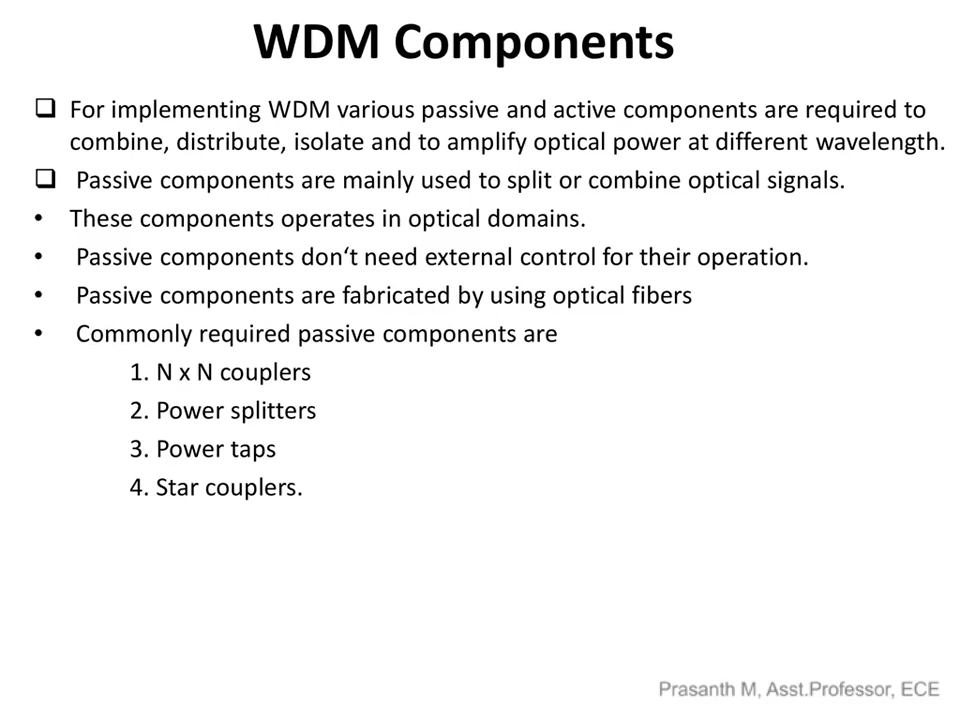 WDM Components
For implementing WDM various passive and active components are required to
combine, distribute, isolate and to amplify optical power at different wavelength.
Passive components are mainly used to split or combine optical signals.
• These components operates in optical domains.
• Passive components don‘t need external control for their operation.
• Passive components are fabricated by using optical fibers
• Commonly required passive components are
1. N x N couplers
2. Power splitters
3. Power taps
4. Star couplers.
Prasanth M, Asst.Professor, ECE